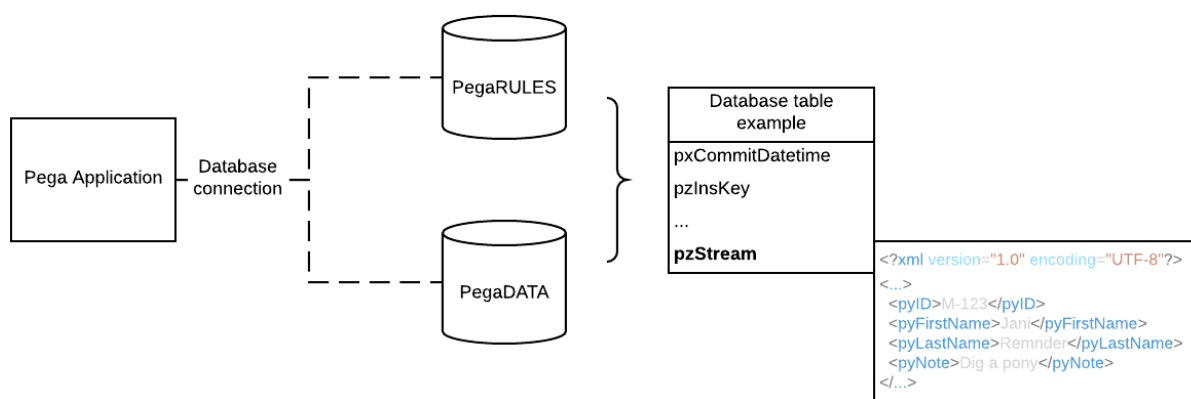 Pega Application
Database
connection
PegaRULES
PegaDATA
Database table
example
pxCommitDatetime
pzInsKey
...
pzStream
<?xml version="1.0" encoding="UTF-8"?>
<...>
<pyID>M-123</pyID>
<pyFirstName>Jani</pyFirstName>
<pyLastName>Remnder</pyLastName>
<pyNote>Dig a pony</pyNote>
</...>